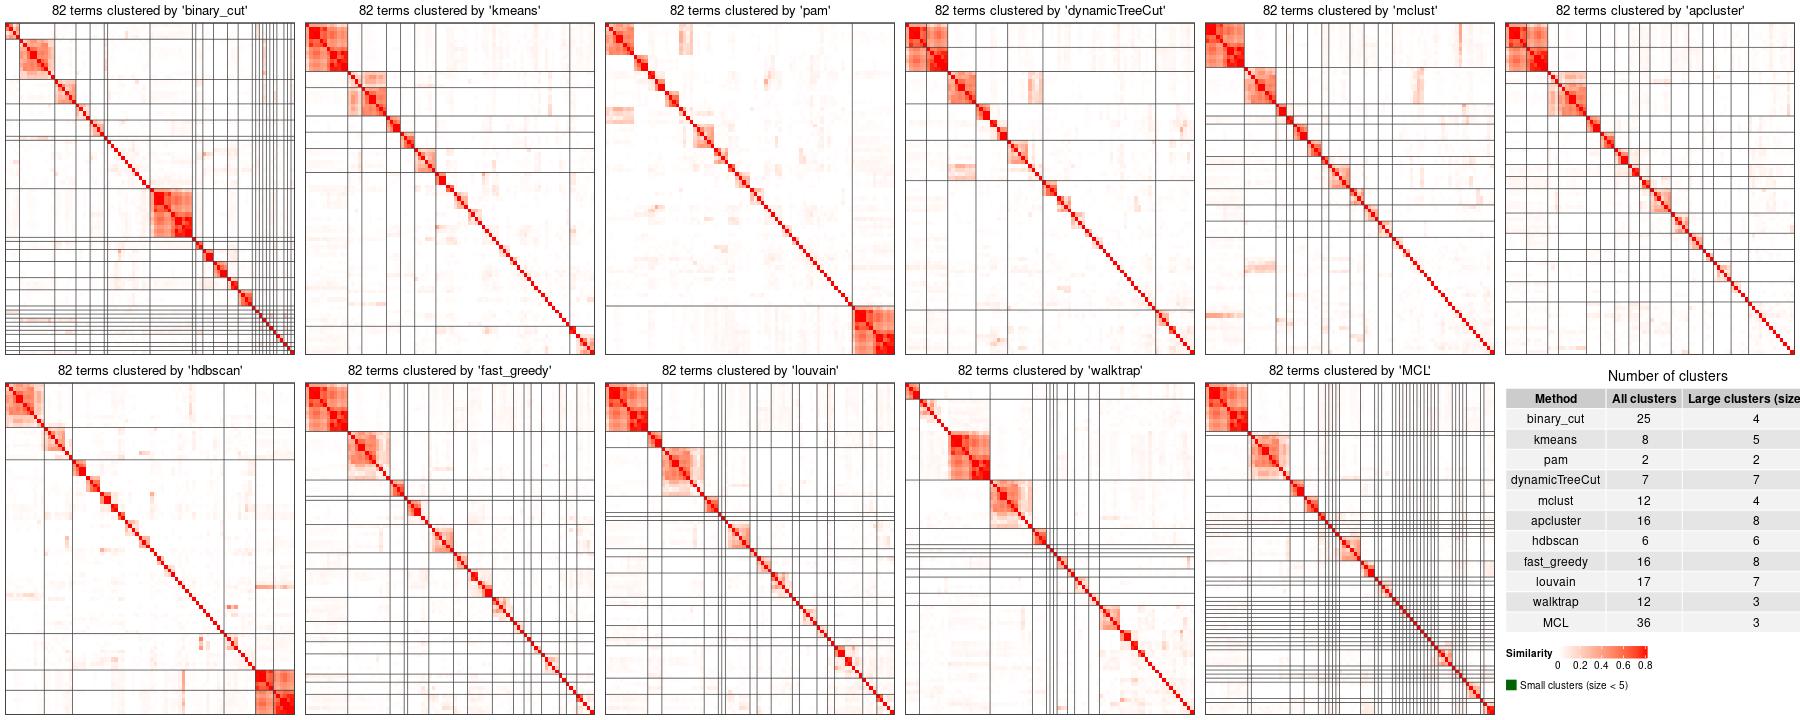 82 terms clustered by 'binary_cut'
82 terms clustered by 'kmeans'
82 terms clustered by 'pam'
82 terms clustered by 'dynamicTreeCut'
82 terms clustered by 'mclust'
82 terms clustered by 'apcluster'
82 terms clustered by 'hdbscan'
82 terms clustered by 'fast_greedy'
82 terms clustered by 'louvain'
82 terms clustered by 'walktrap'
82 terms clustered by 'MCL'
Number of clusters
Method All clusters Large clusters (size
binary_cut 25 4
kmeans 8 5
pam 2 2
dynamicTreeCut 7 7
mclust 12 4
apcluster 16 8
hdbscan 6 6
fast_greedy 16 8
louvain 17 7
walktrap 12 3
MCL 36 3
Similarity
0 0.2 0.4 0.6 0.8
Small clusters (size < 5)